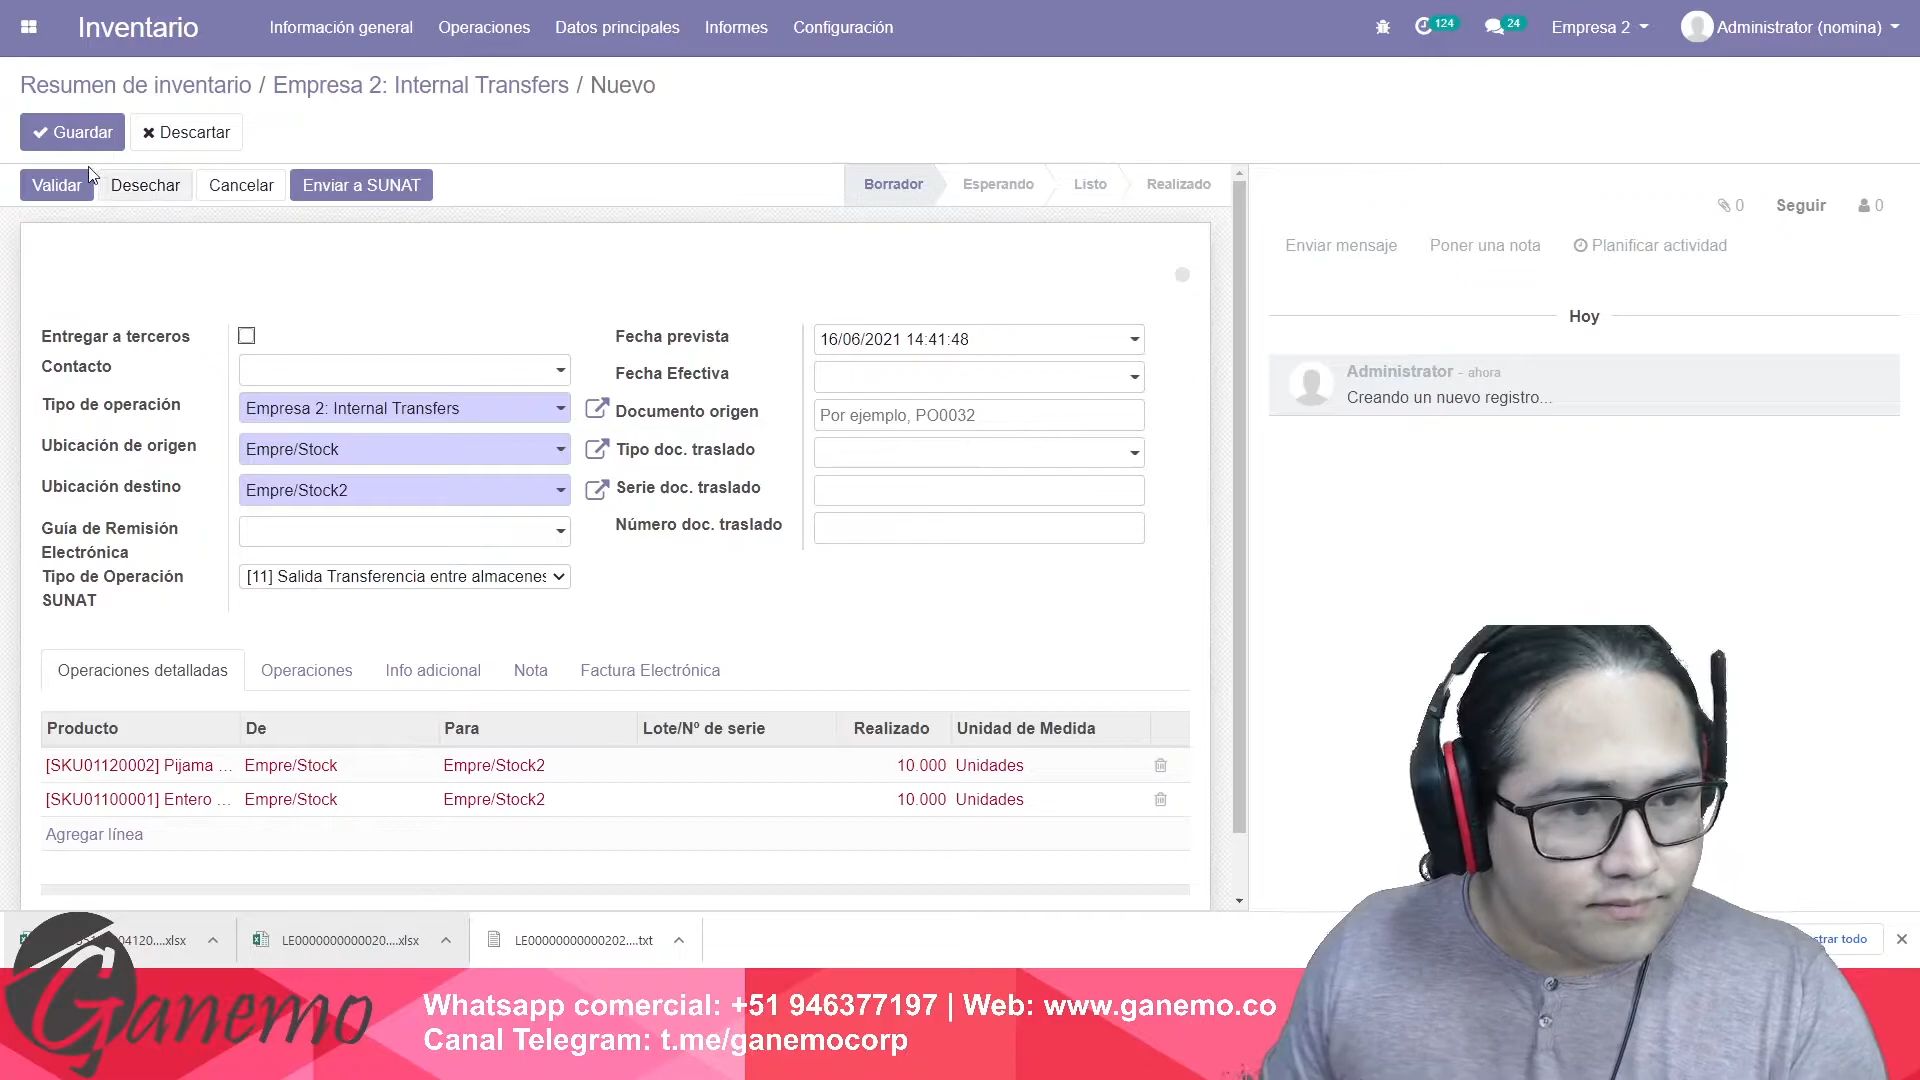 Inventario
Información general
Operaciones
Datos principales
Informes
Configuración
124
24
Empresa 2
Administrator (nomina)
Resumen de inventario / Empresa 2: Internal Transfers / Nuevo
Guardar
Descartar
Validar
Desechar
Cancelar
Enviar a SUNAT
Borrador
Esperando
Listo
Realizado
0
Seguir
0
Enviar mensaje
Poner una nota
Planificar actividad
Hoy
Administrator - ahora
Creando un nuevo registro...
Entregar a terceros
Contacto
Tipo de operación
Empresa 2: Internal Transfers
Ubicación de origen
Empre/Stock
Ubicación destino
Empre/Stock2
Guía de Remisión
Electrónica
Tipo de Operación
SUNAT
[11] Salida Transferencia entre almacenes
Fecha prevista
16/06/2021 14:41:48
Fecha Efectiva
Documento origen
Por ejemplo, PO0032
Tipo doc. traslado
Serie doc. traslado
Número doc. traslado
Operaciones detalladas
Operaciones
Info adicional
Nota
Factura Electrónica
Producto
De
Para
Lote/Nº de serie
Realizado
Unidad de Medida
[SKU01120002] Pijama ...
Empre/Stock
Empre/Stock2
10.000
Unidades
[SKU01100001] Entero ...
Empre/Stock
Empre/Stock2
10.000
Unidades
Agregar línea
04120....xlsx
LE0000000000020....xlsx
LE00000000000202....txt
strar todo
Ganemo
Whatsapp comercial: +51 946377197 | Web: www.ganemo.co
Canal Telegram: t.me/ganemocorp